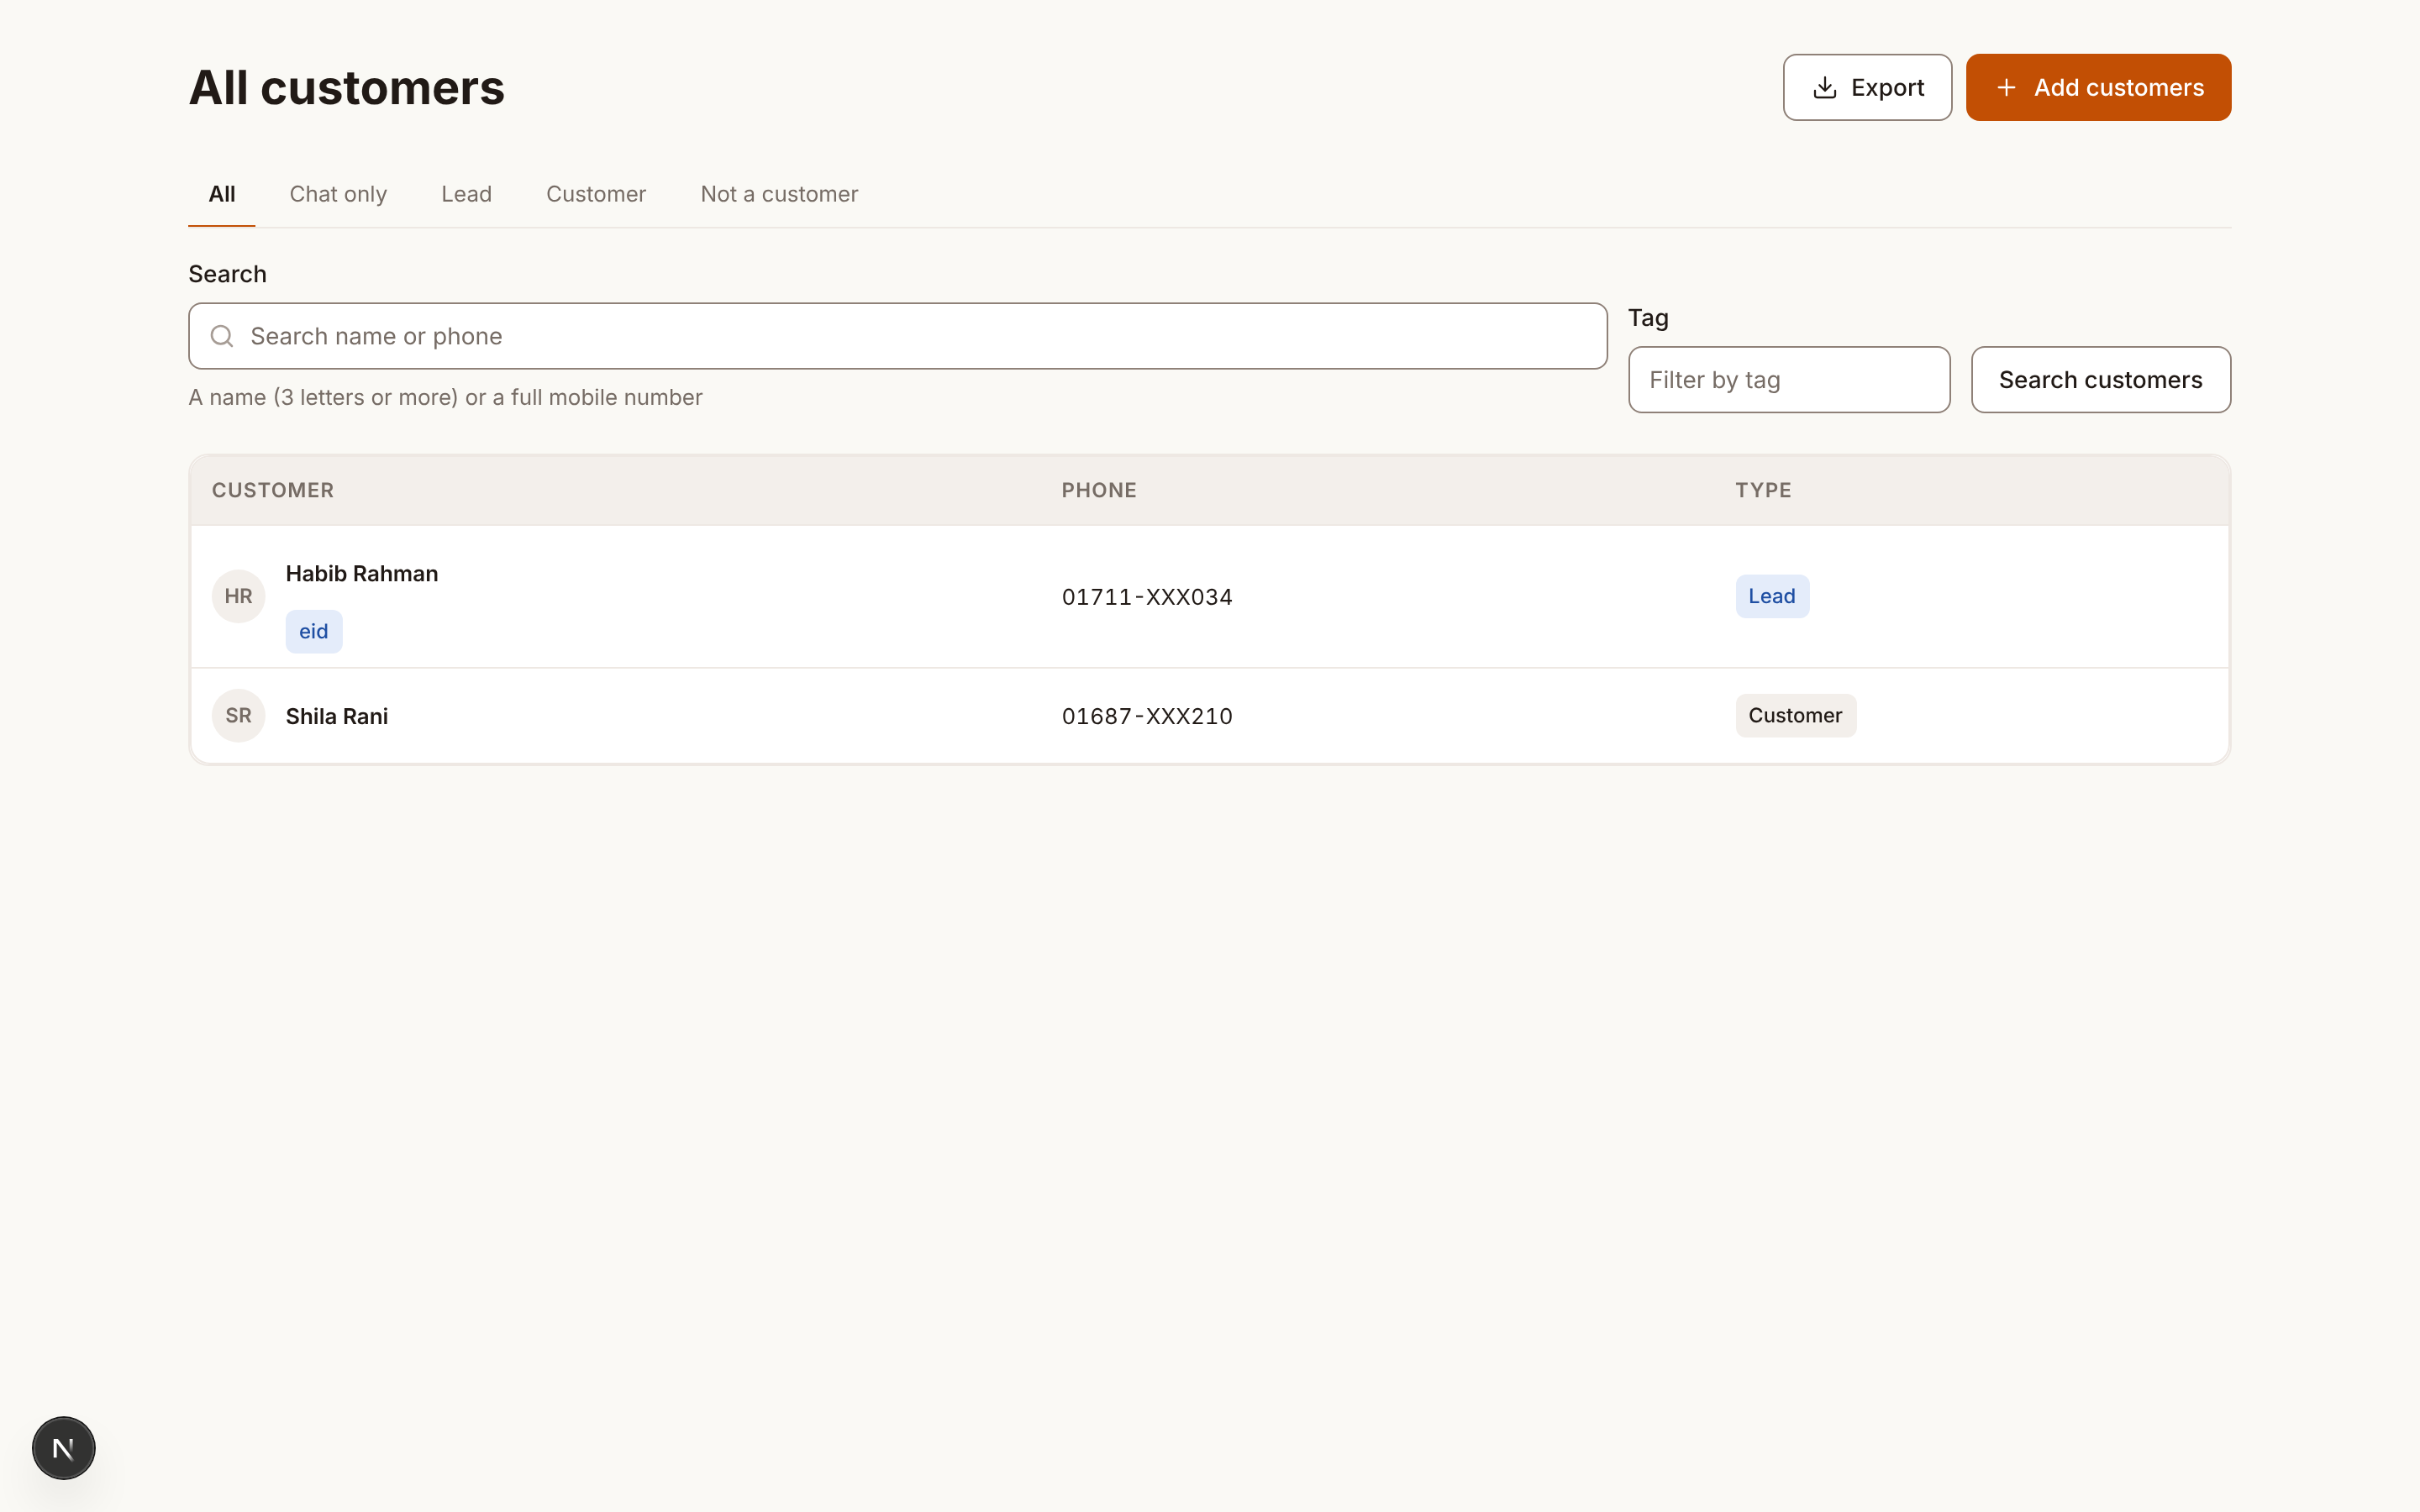 All customers
Export
Add customers
All
Chat only
Lead
Customer
Not a customer
Search
Search name or phone
A name (3 letters or more) or a full mobile number
Tag
Filter by tag
Search customers
CUSTOMER
PHONE
TYPE
HR
Habib Rahman
eid
01711-XXX034
Lead
SR
Shila Rani
01687-XXX210
Customer
N